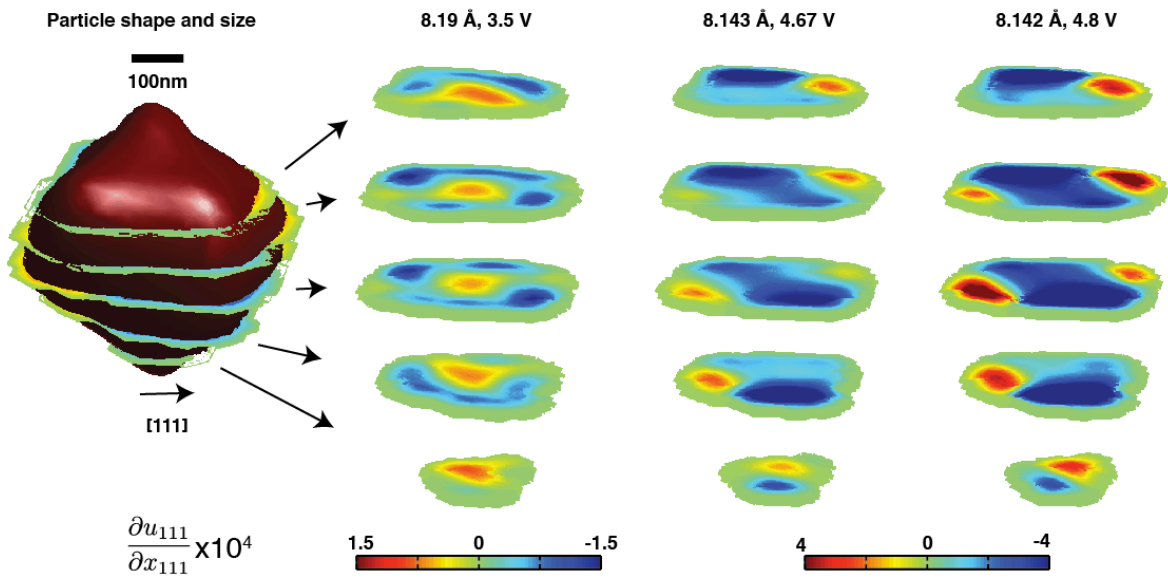 Particle shape and size
8.19 Å, 3.5 V
8.143 Å, 4.67 V
8.142 Å, 4.8 V
100nm
[111]
∂u₁₁₁
∂x₁₁₁
x10⁴
1.5 0 -1.5
4 0 -4